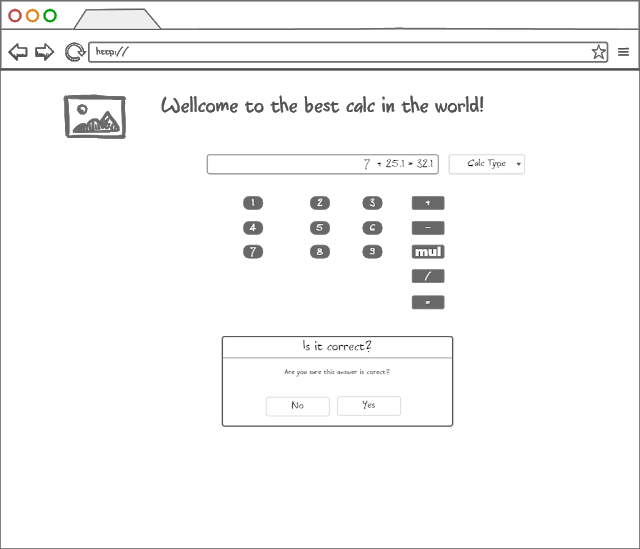 http://
Wellcome to the best calc in the world!
7 + 25.1 = 32.1 Calc Type
1 2 3 +
4 5 6 -
7 8 9 mul
/
=
Is it correct?
Are you sure this answer is corect?
No Yes